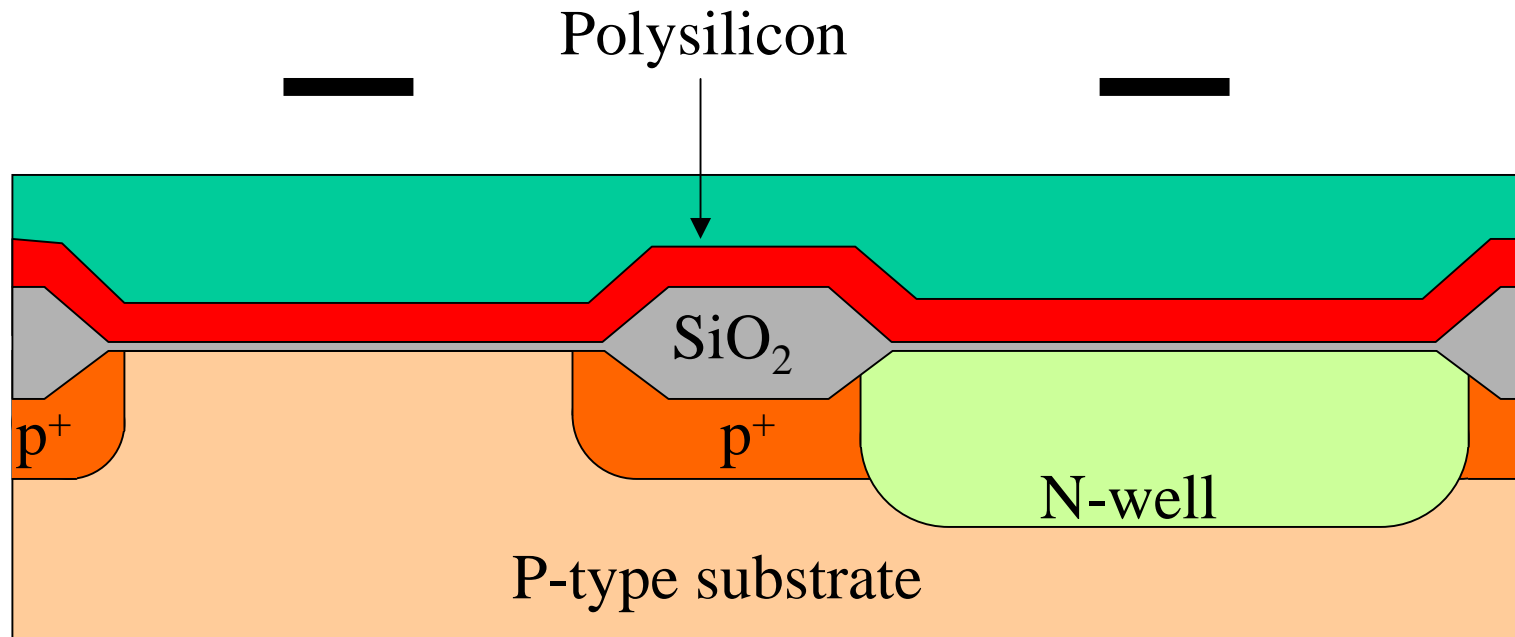 Polysilicon
SiO₂
p⁺
p⁺
N-well
P-type substrate